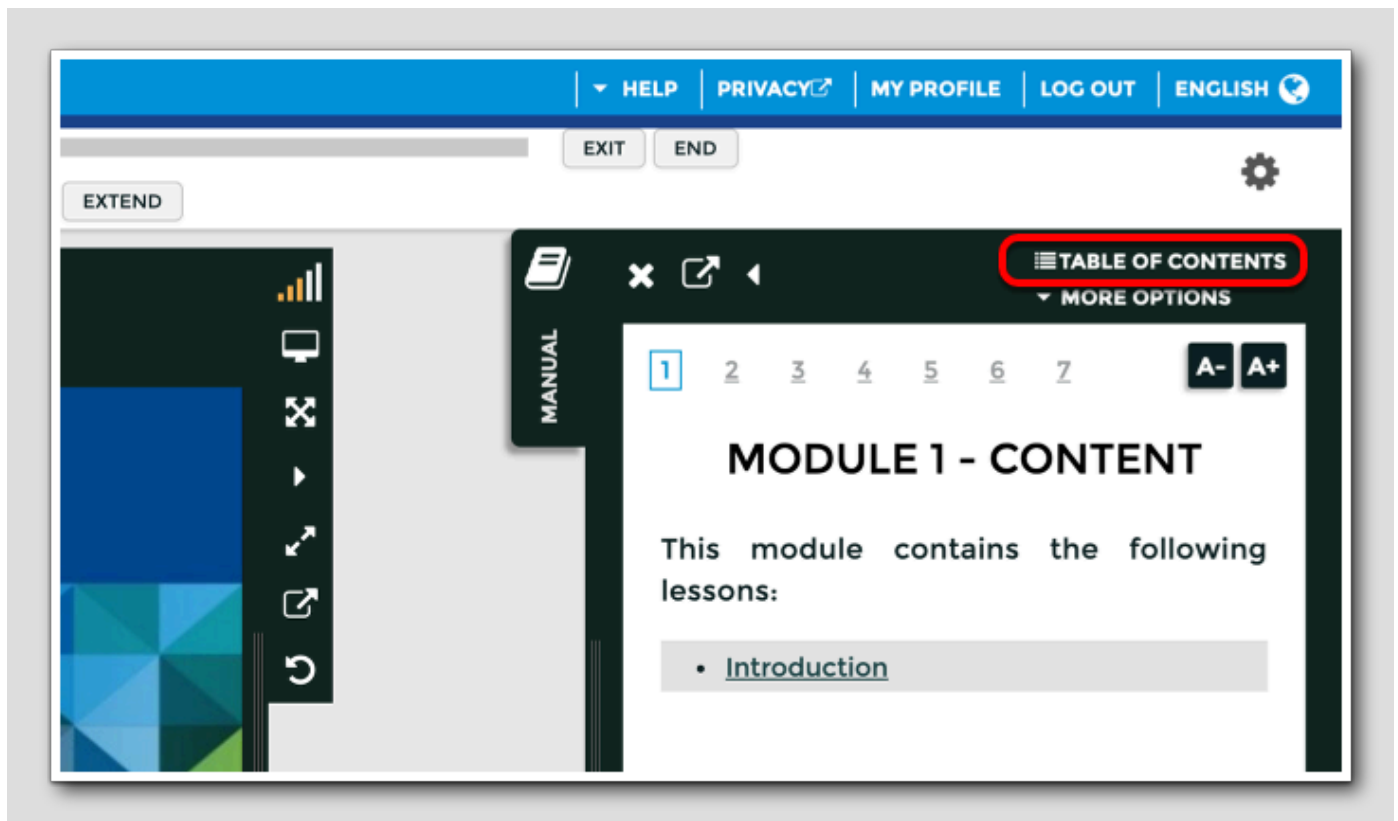 HELP PRIVACY MY PROFILE LOG OUT ENGLISH
EXIT END
EXTEND
TABLE OF CONTENTS
MORE OPTIONS
MANUAL
1 2 3 4 5 6 7 A- A+
MODULE 1 - CONTENT
This module contains the following
lessons:
• Introduction